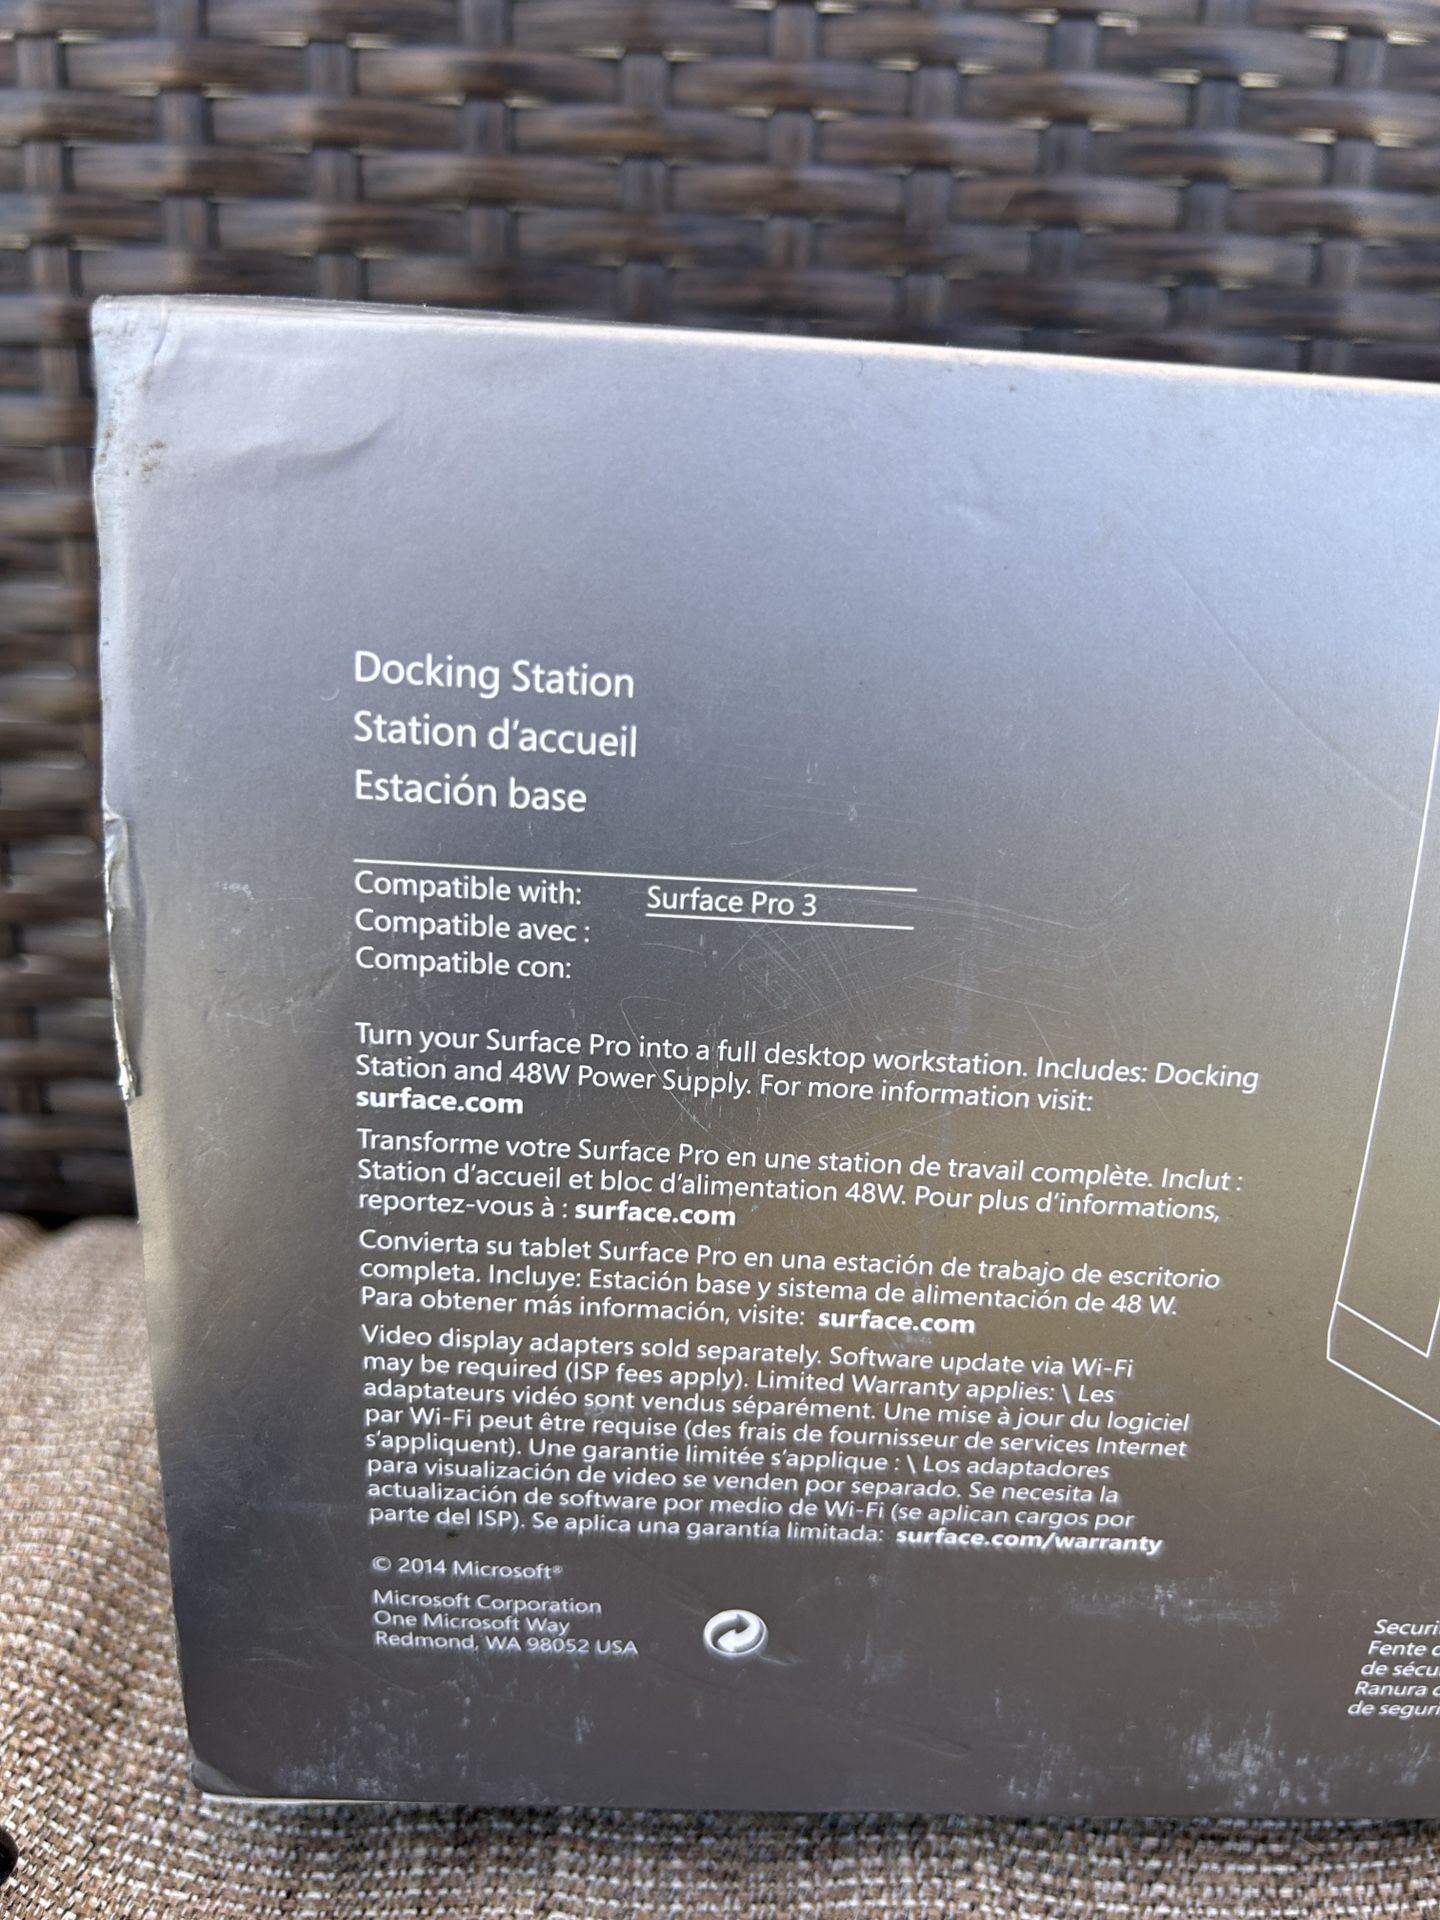 Docking Station
Station d'accueil
Estación base
Compatible with: Surface Pro 3
Compatible avec :
Compatible con:
Turn your Surface Pro into a full desktop workstation. Includes: Docking
Station and 48W Power Supply. For more information visit:
surface.com
Transforme votre Surface Pro en une station de travail complète. Inclut :
Station d'accueil et bloc d'alimentation 48W. Pour plus d'informations,
reportez-vous à : surface.com
Convierta su tablet Surface Pro en una estación de trabajo de escritorio
completa. Incluye: Estación base y sistema de alimentación de 48 W.
Para obtener más información, visite: surface.com
Video display adapters sold separately. Software update via Wi-Fi
may be required (ISP fees apply). Limited Warranty applies: \ Les
adaptateurs vidéo sont vendus séparément. Une mise à jour du logiciel
par Wi-Fi peut être requise (des frais de fournisseur de services Internet
s'appliquent). Une garantie limitée s'applique : \ Los adaptadores
para visualización de video se venden por separado. Se necesita la
actualización de software por medio de Wi-Fi (se aplican cargos por
parte del ISP). Se aplica una garantía limitada: surface.com/warranty
© 2014 Microsoft®
Microsoft Corporation
One Microsoft Way
Redmond, WA 98052 USA
Fente
de
Ranura
de